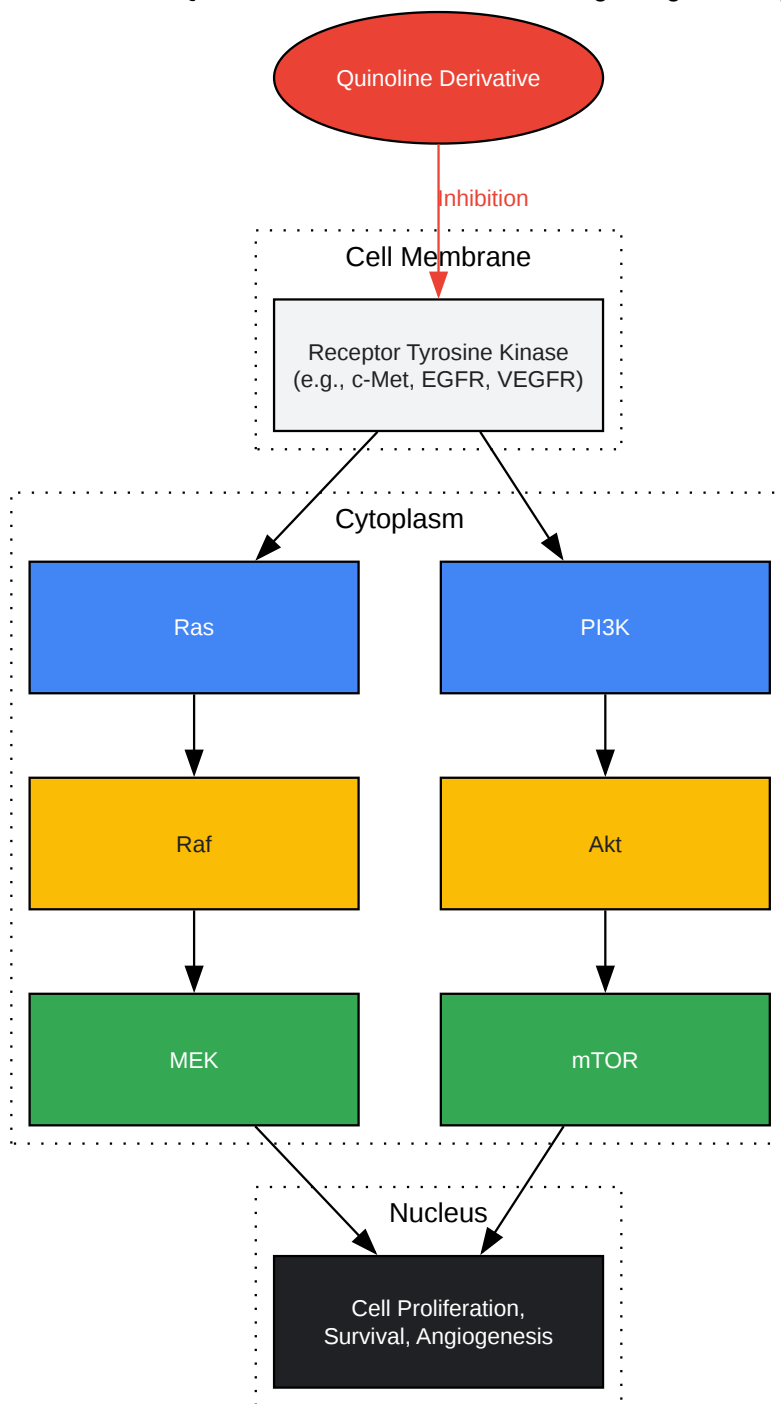 Quinoline Derivative
Inhibition
Cell Membrane
Receptor Tyrosine Kinase
(e.g., c-Met, EGFR, VEGFR)
Cytoplasm
Ras
PI3K
Raf
Akt
MEK
mTOR
Nucleus
Cell Proliferation,
Survival, Angiogenesis